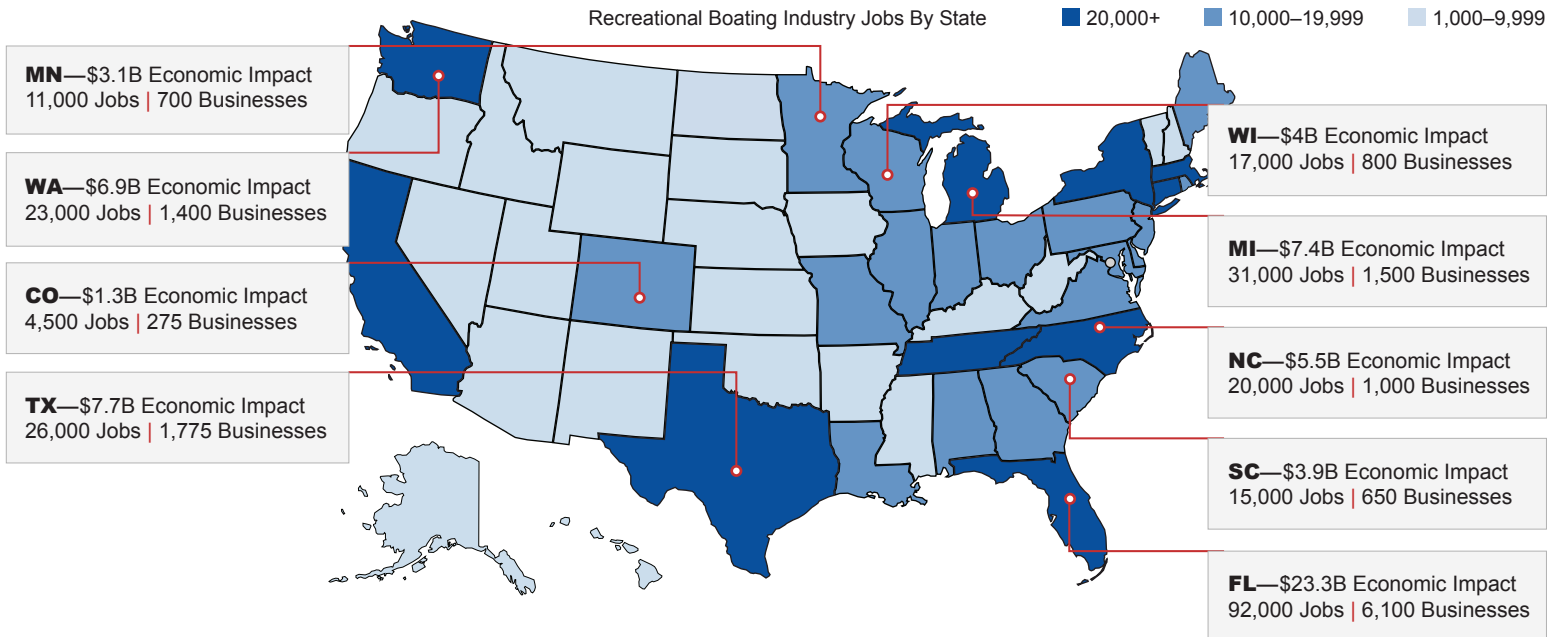 Recreational Boating Industry Jobs By State
20,000+
10,000–19,999
1,000–9,999
MN—$3.1B Economic Impact
11,000 Jobs | 700 Businesses
WA—$6.9B Economic Impact
23,000 Jobs | 1,400 Businesses
CO—$1.3B Economic Impact
4,500 Jobs | 275 Businesses
TX—$7.7B Economic Impact
26,000 Jobs | 1,775 Businesses
WI—$4B Economic Impact
17,000 Jobs | 800 Businesses
MI—$7.4B Economic Impact
31,000 Jobs | 1,500 Businesses
NC—$5.5B Economic Impact
20,000 Jobs | 1,000 Businesses
SC—$3.9B Economic Impact
15,000 Jobs | 650 Businesses
FL—$23.3B Economic Impact
92,000 Jobs | 6,100 Businesses